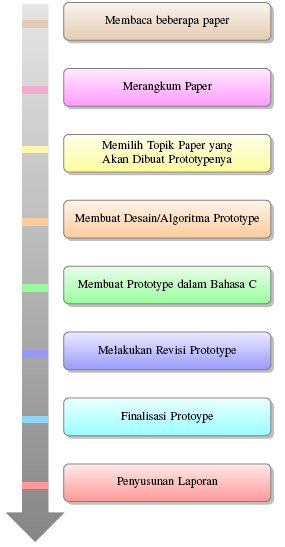 Membaca beberapa paper
Merangkum Paper
Memilih Topik Paper yang
Akan Dibuat Prototypenya
Membuat Desain/Algoritma Prototype
Membuat Prototype dalam Bahasa C
Melakukan Revisi Prototype
Finalisasi Protoype
Penyusunan Laporan